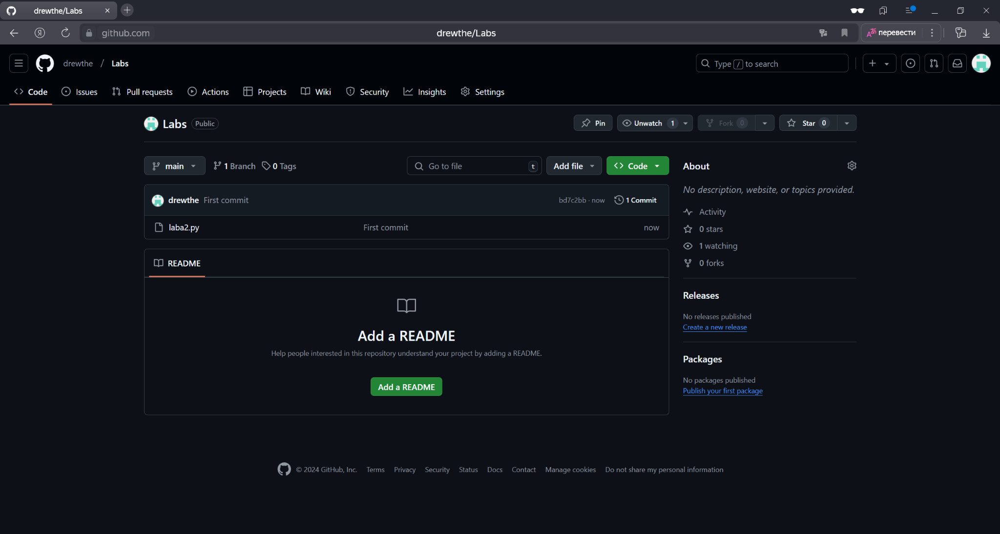 drewthe/Labs
github.com
drewthe/Labs
перевести
drewthe / Labs
Type / to search
Code Issues Pull requests Actions Projects Wiki Security Insights Settings
Labs Public
Pin Unwatch 1 Fork 0 Star 0
main 1 Branch 0 Tags
Go to file t
Add file Code
About
No description, website, or topics provided.
drewthe First commit bd7c2bb · now 1 Commit
laba2.py First commit now
Activity
0 stars
1 watching
0 forks
README
Add a README
Help people interested in this repository understand your project by adding a README.
Add a README
Releases
No releases published
Create a new release
Packages
No packages published
Publish your first package
© 2024 GitHub, Inc. Terms Privacy Security Status Docs Contact Manage cookies Do not share my personal information